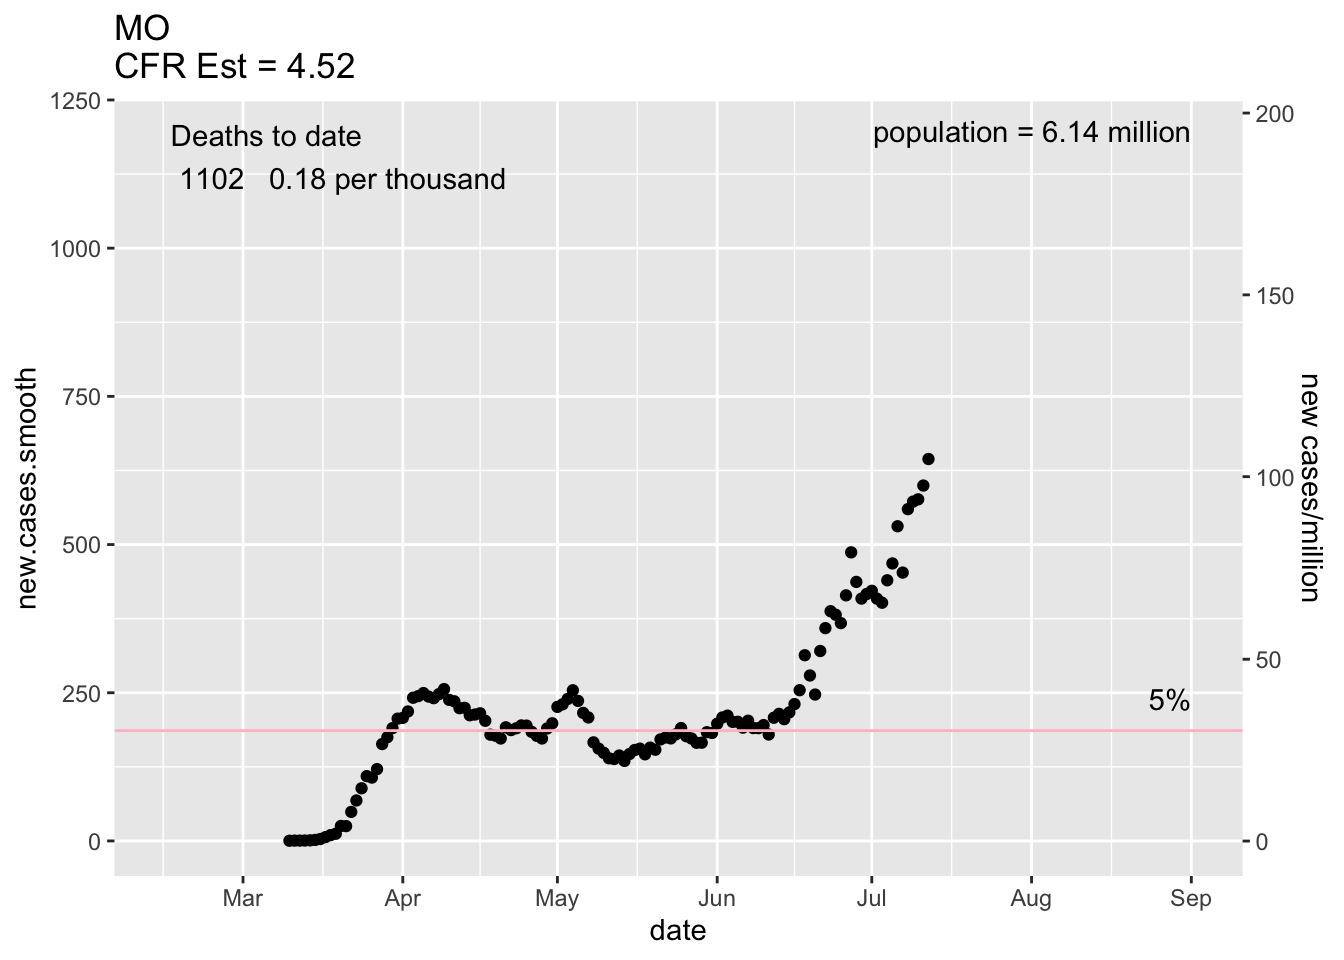 MO
CFR Est = 4.52
1250
1000
750
500
250
0
new.cases.smooth
Deaths to date
1102 0.18 per thousand
population = 6.14 million
5%
200
150
100
50
0
new cases/million
Mar Apr May Jun Jul Aug Sep
date